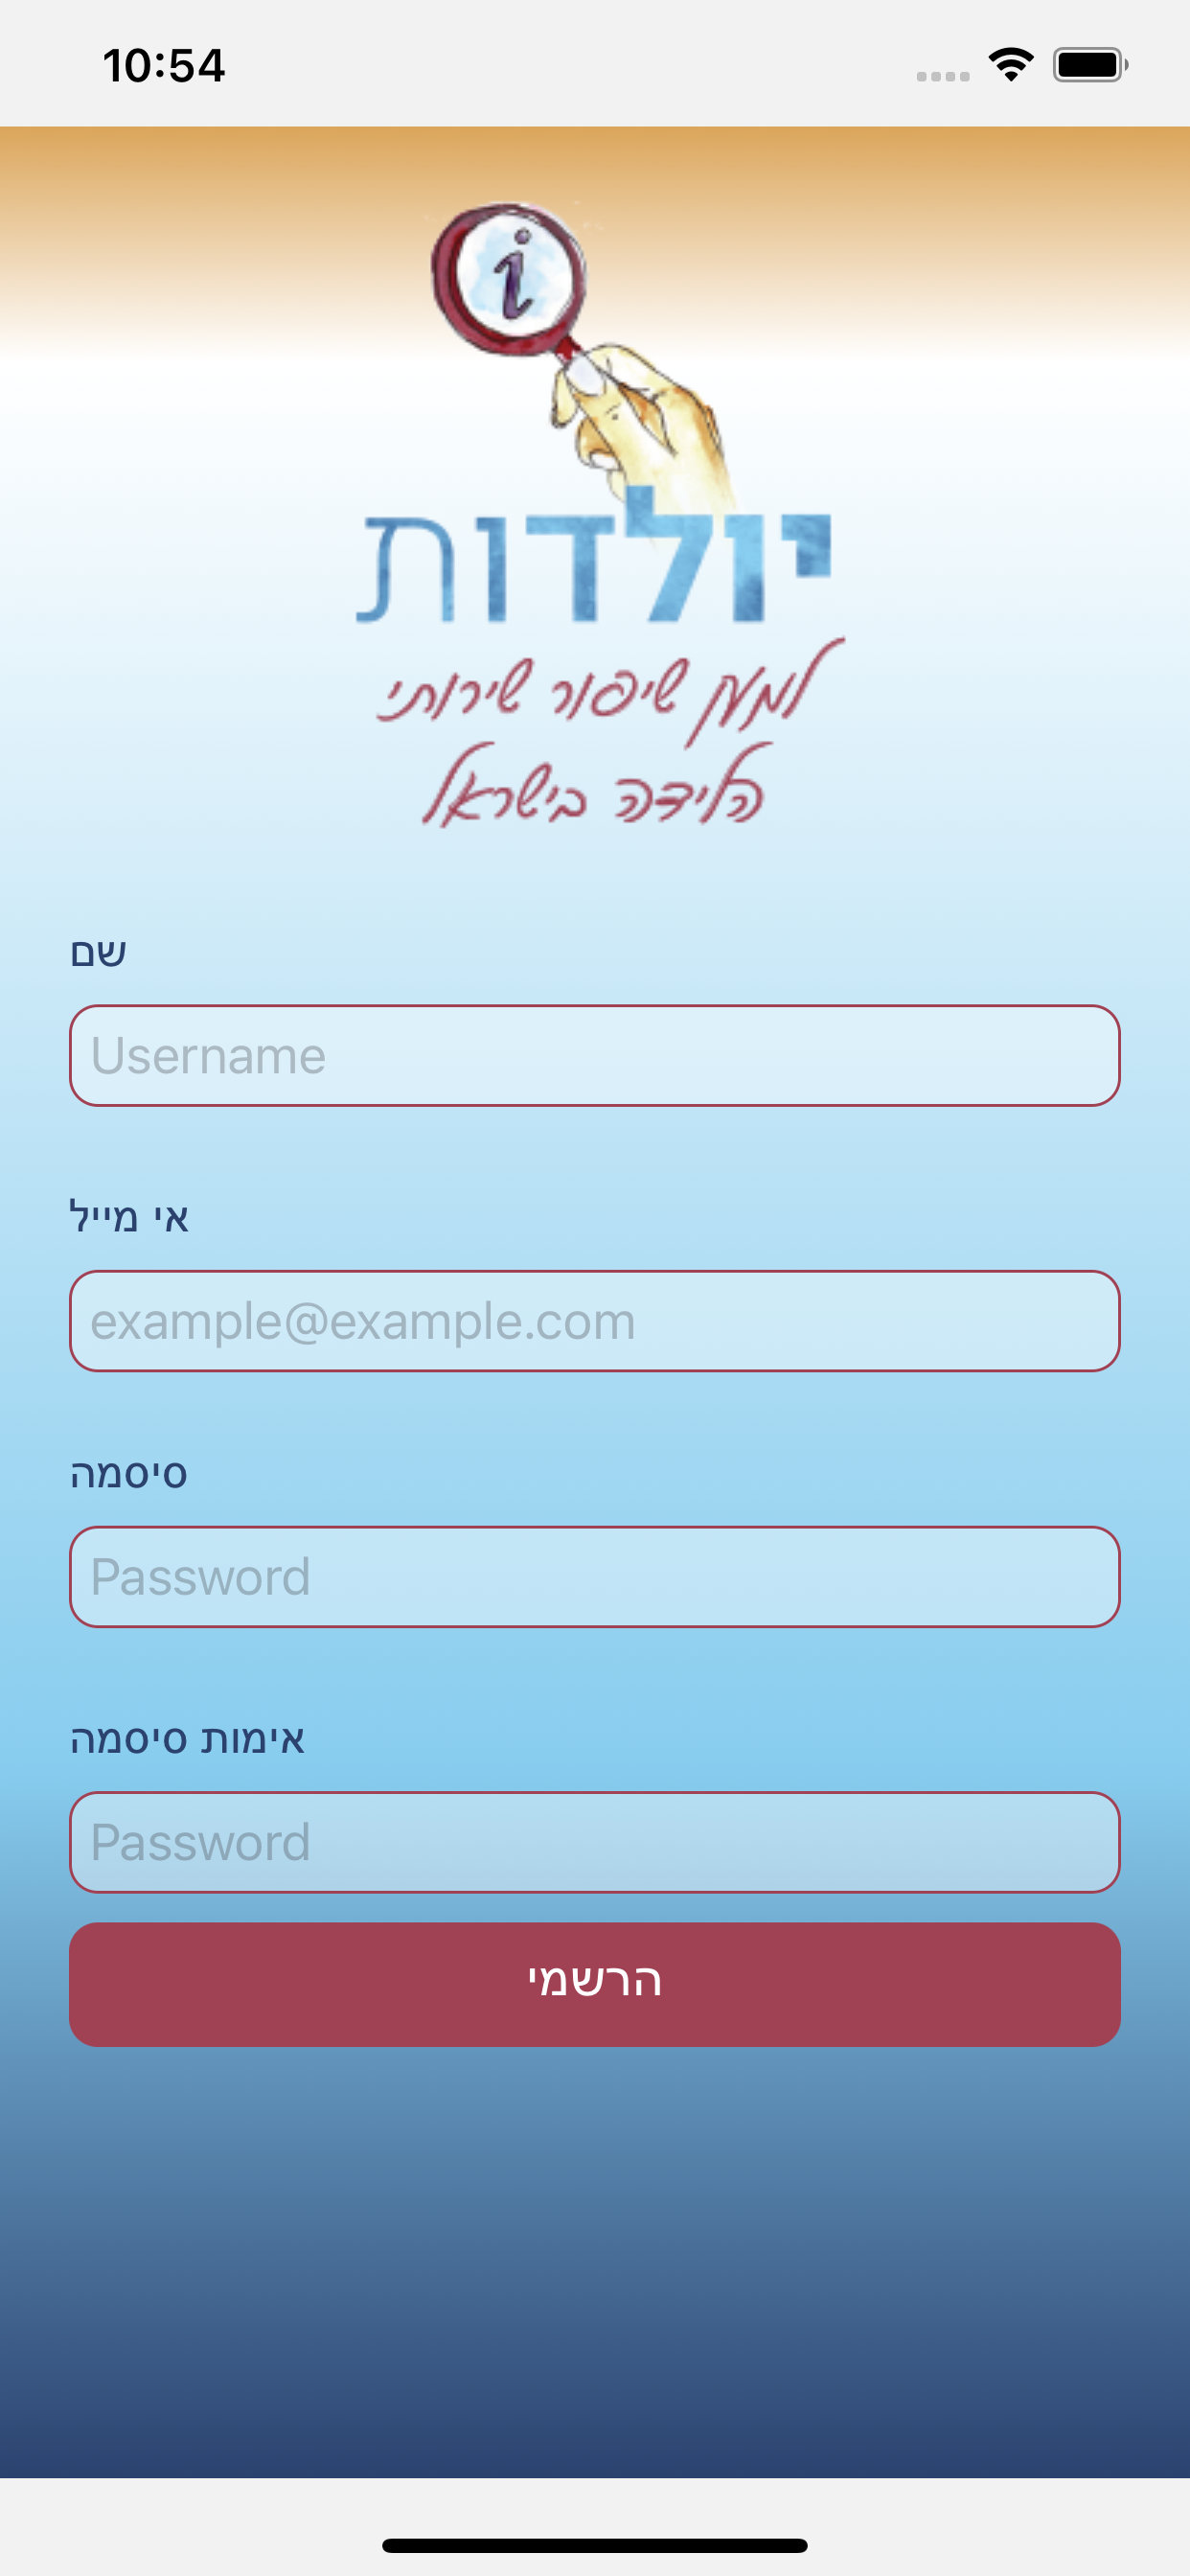 10:54
i
יולדות
למען שיפור שירותי
הלידה בישראל
שם
Username
אי מייל
example@example.com
סיסמה
Password
אימות סיסמה
Password
הרשמי